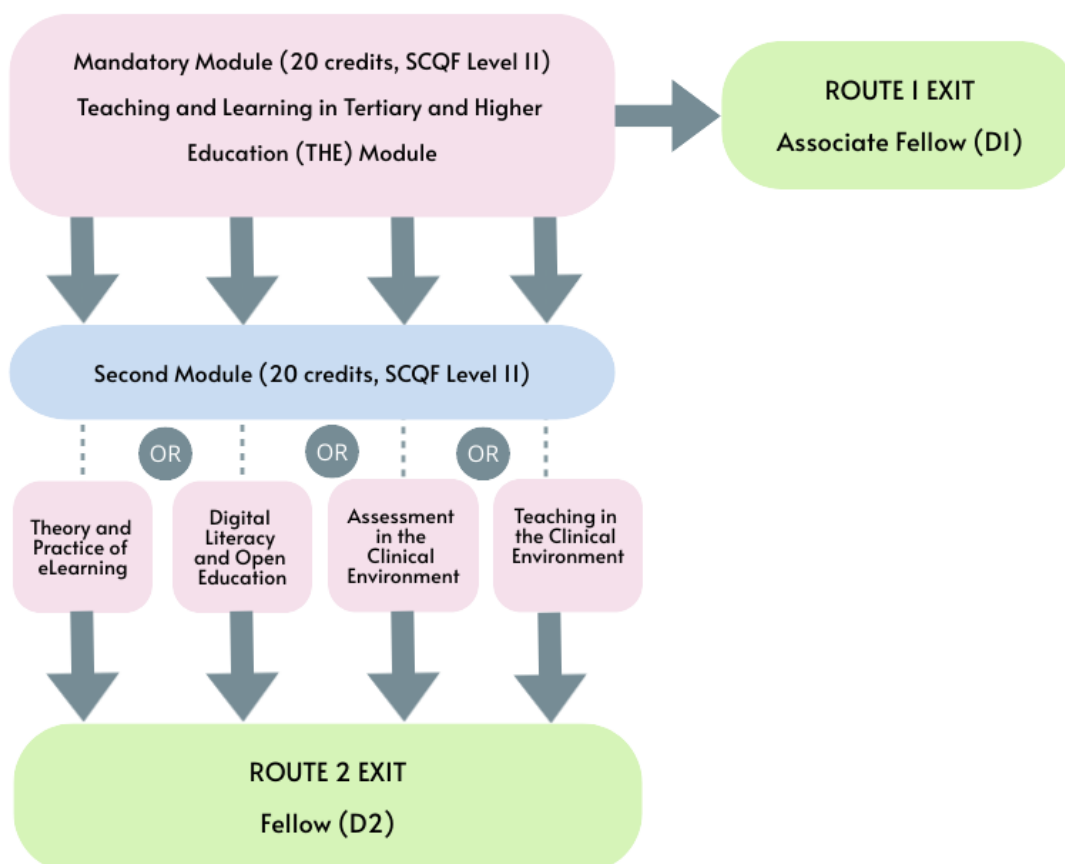 Mandatory Module (20 credits, SCQF Level 11)
Teaching and Learning in Tertiary and Higher
Education (THE) Module
ROUTE 1 EXIT
Associate Fellow (D1)
Second Module (20 credits, SCQF Level 11)
OR
OR
OR
Theory and
Practice of
eLearning
Digital
Literacy
and Open
Education
Assessment
in the
Clinical
Environment
Teaching in
the Clinical
Environment
ROUTE 2 EXIT
Fellow (D2)